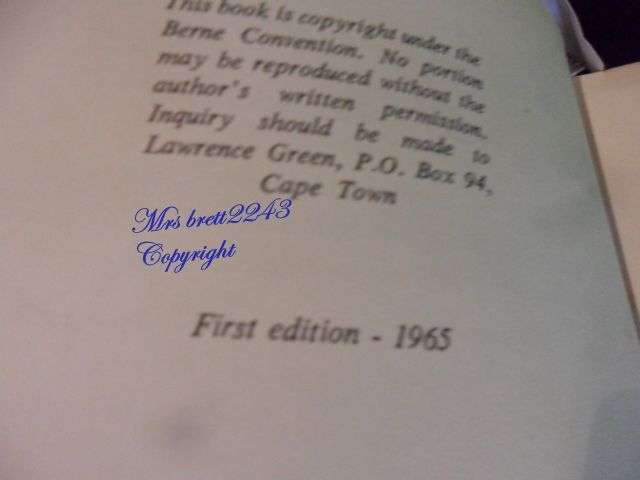 This book is copyright under the
Berne Convention. No portion
may be reproduced without the
author's written permission.
Inquiry should be made to
Lawrence Green, P.O. Box 94,
Cape Town
Mrs brett2243
Copyright
First edition - 1965